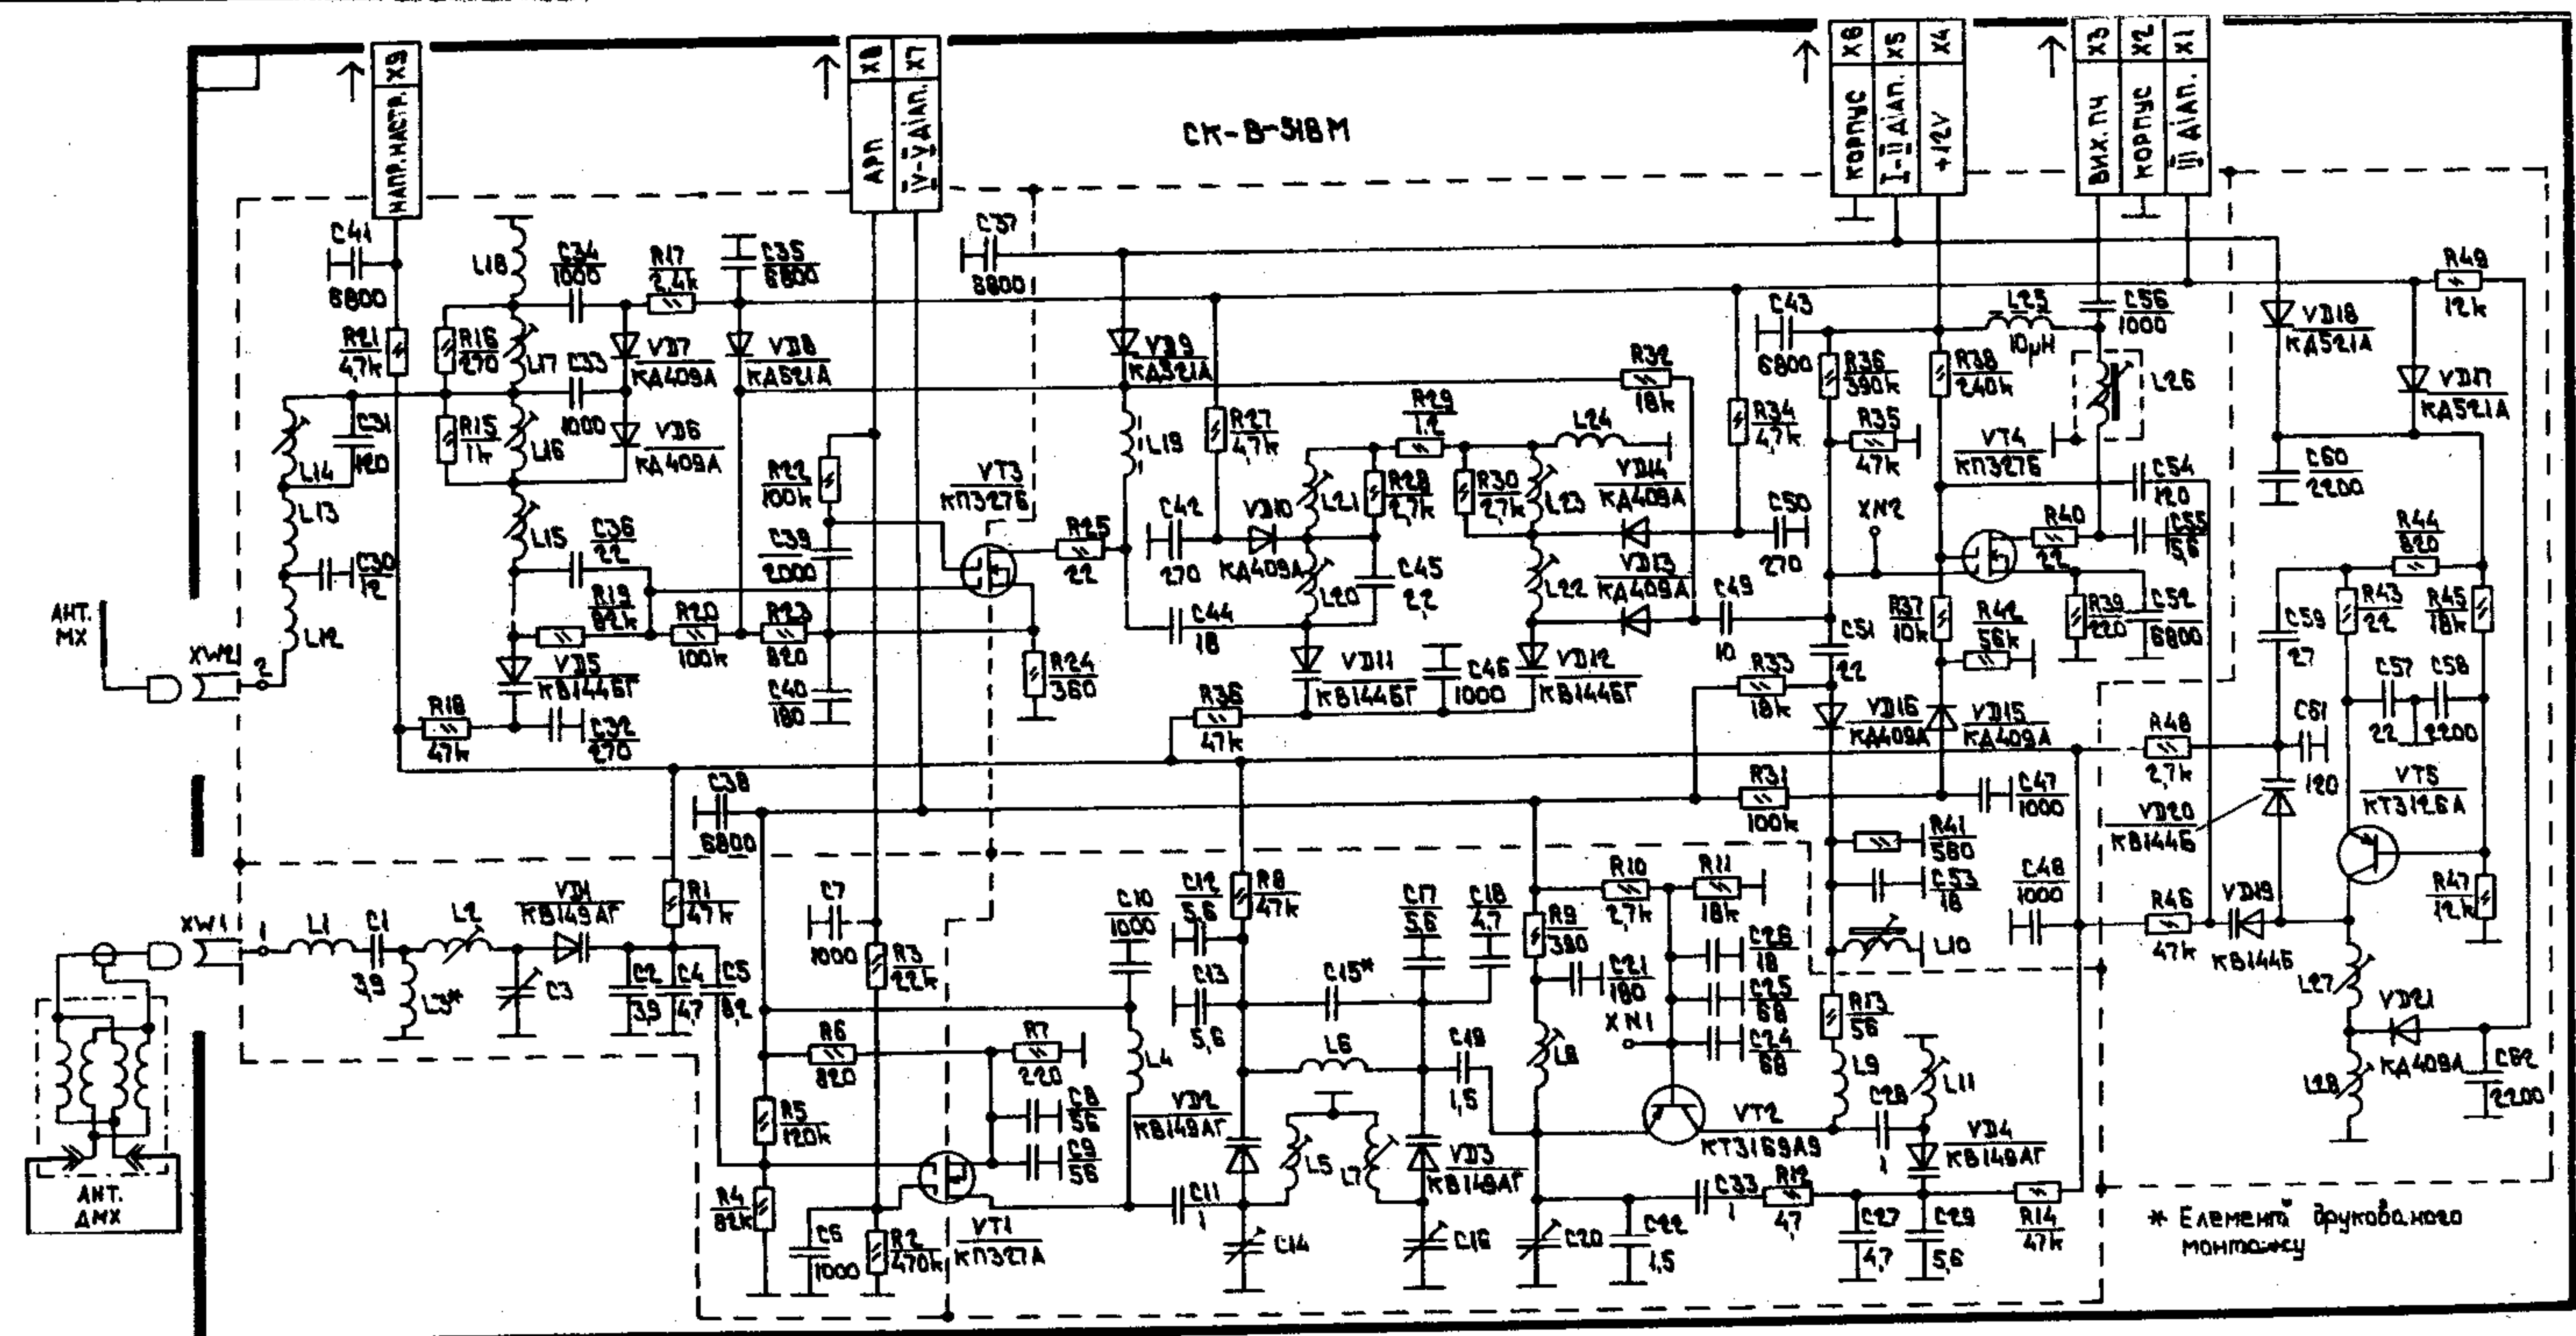 СК-В-518М
НАПР.НАСТР. X9
АРП X8
IV-V ДІАП. X7
КОРПУС X6
I-II ДІАП. X5
+12V X4
ВИХ. ПЧ X3
КОРПУС X2
III ДІАП. X1
C41
6800
R21
4,7k
L18
C34
1000
R17
2,4k
C35
6800
C37
6800
R16
270
L17
C33
1000
VD7
КД409А
VD8
КД521А
VD9
КД521А
L14
C31
120
R15
1k
L16
VD6
КД409А
L13
C30
12
L12
L15
C36
22
R19
82k
R20
100k
R23
820
VD5
КВ144БГ
R18
47k
C32
270
R22
100k
C39
2000
C40
180
VT3
КП327Б
R25
22
R24
360
L19
R27
4,7k
C42
270
VD10
КД409А
C44
18
L21
L20
R28
2,7k
R29
12
R30
2,7k
C45
2,2
L24
L23
L22
R32
18k
VD14
КД409А
VD13
КД409А
C49
10
VD11
КВ144БГ
C46
1000
VD12
КВ144БГ
R36
47k
R34
4,7k
C50
270
C43
6800
R36
390k
R35
47k
L25
10μH
R38
240k
C56
1000
L26
VT4
КП327Б
C54
120
C55
5,6
XN2
R40
22
R37
10k
R42
56k
R39
220
C52
6800
C51
22
R33
18k
VD16
КД409А
VD15
КД409А
R31
100k
C47
1000
R41
560
C53
18
L10
C48
1000
VD18
КД521А
R49
12k
VD17
КД521А
C60
2200
R44
820
R43
22
R45
18k
C59
27
C57
22
C58
2200
C61
120
R48
2,7k
VD20
КВ144Б
VT5
КТ3126А
R46
47k
VD19
КВ144Б
R47
12k
L27
VD21
КД409А
L28
C62
2200
АНТ.
МХ
XW2
2
XW1
1
АНТ.
ДМХ
L1
C1
3,9
L3*
L2
C3
VD1
КВ149АГ
R1
47k
C2
3,9
C4
4,7
C5
8,2
C38
6800
C7
1000
R3
22k
R6
820
R7
220
R5
120k
R4
82k
C8
56
C9
56
C6
1000
R2
470k
VT1
КП327А
C10
1000
L4
C11
1
C12
5,6
R8
47k
C13
5,6
C15*
L6
VD2
КВ149АГ
L5
L7
C14
C17
5,6
C18
4,7
C19
1,5
VD3
КВ149АГ
C16
R9
380
C21
180
L8
R10
2,7k
R11
18k
C26
18
C25
68
C24
68
XN1
VT2
КТ3169А9
C20
C22
1,5
C33
1
R12
47
R13
56
L9
C28
1
L11
VD4
КВ149АГ
C27
4,7
C29
5,6
R14
47k
* Елементи друкованого
монтажу